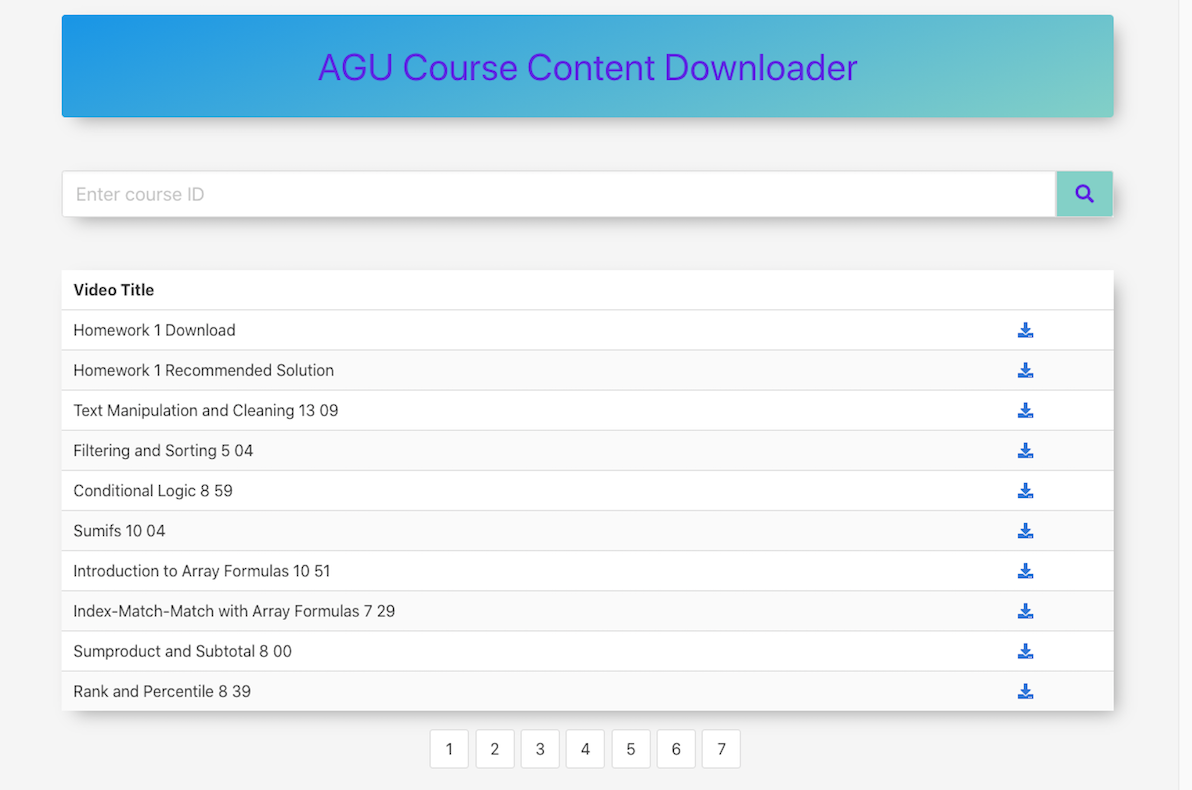 AGU Course Content Downloader
Enter course ID
Video Title
Homework 1 Download
Homework 1 Recommended Solution
Text Manipulation and Cleaning 13 09
Filtering and Sorting 5 04
Conditional Logic 8 59
Sumifs 10 04
Introduction to Array Formulas 10 51
Index-Match-Match with Array Formulas 7 29
Sumproduct and Subtotal 8 00
Rank and Percentile 8 39
1 2 3 4 5 6 7